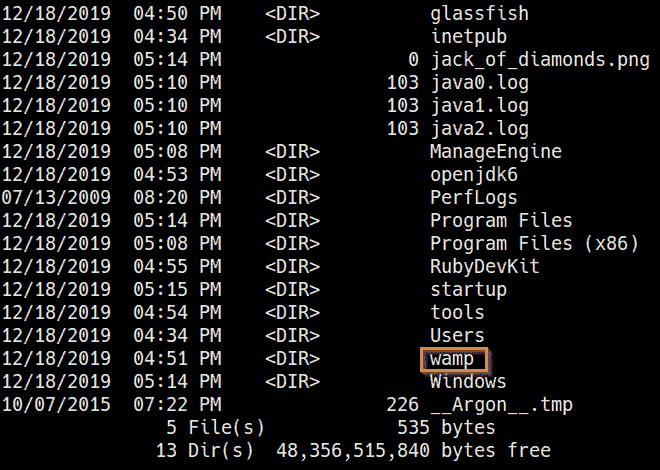 12/18/2019  04:50 PM    <DIR>          glassfish
12/18/2019  04:34 PM    <DIR>          inetpub
12/18/2019  05:14 PM                 0 jack_of_diamonds.png
12/18/2019  05:10 PM               103 java0.log
12/18/2019  05:10 PM               103 java1.log
12/18/2019  05:10 PM               103 java2.log
12/18/2019  05:08 PM    <DIR>          ManageEngine
12/18/2019  04:53 PM    <DIR>          openjdk6
07/13/2009  08:20 PM    <DIR>          PerfLogs
12/18/2019  05:14 PM    <DIR>          Program Files
12/18/2019  05:08 PM    <DIR>          Program Files (x86)
12/18/2019  04:55 PM    <DIR>          RubyDevKit
12/18/2019  05:15 PM    <DIR>          startup
12/18/2019  04:54 PM    <DIR>          tools
12/18/2019  04:34 PM    <DIR>          Users
12/18/2019  04:51 PM    <DIR>          wamp
12/18/2019  05:14 PM    <DIR>          Windows
10/07/2015  07:22 PM               226 __Argon__.tmp
               5 File(s)            535 bytes
              13 Dir(s)  48,356,515,840 bytes free